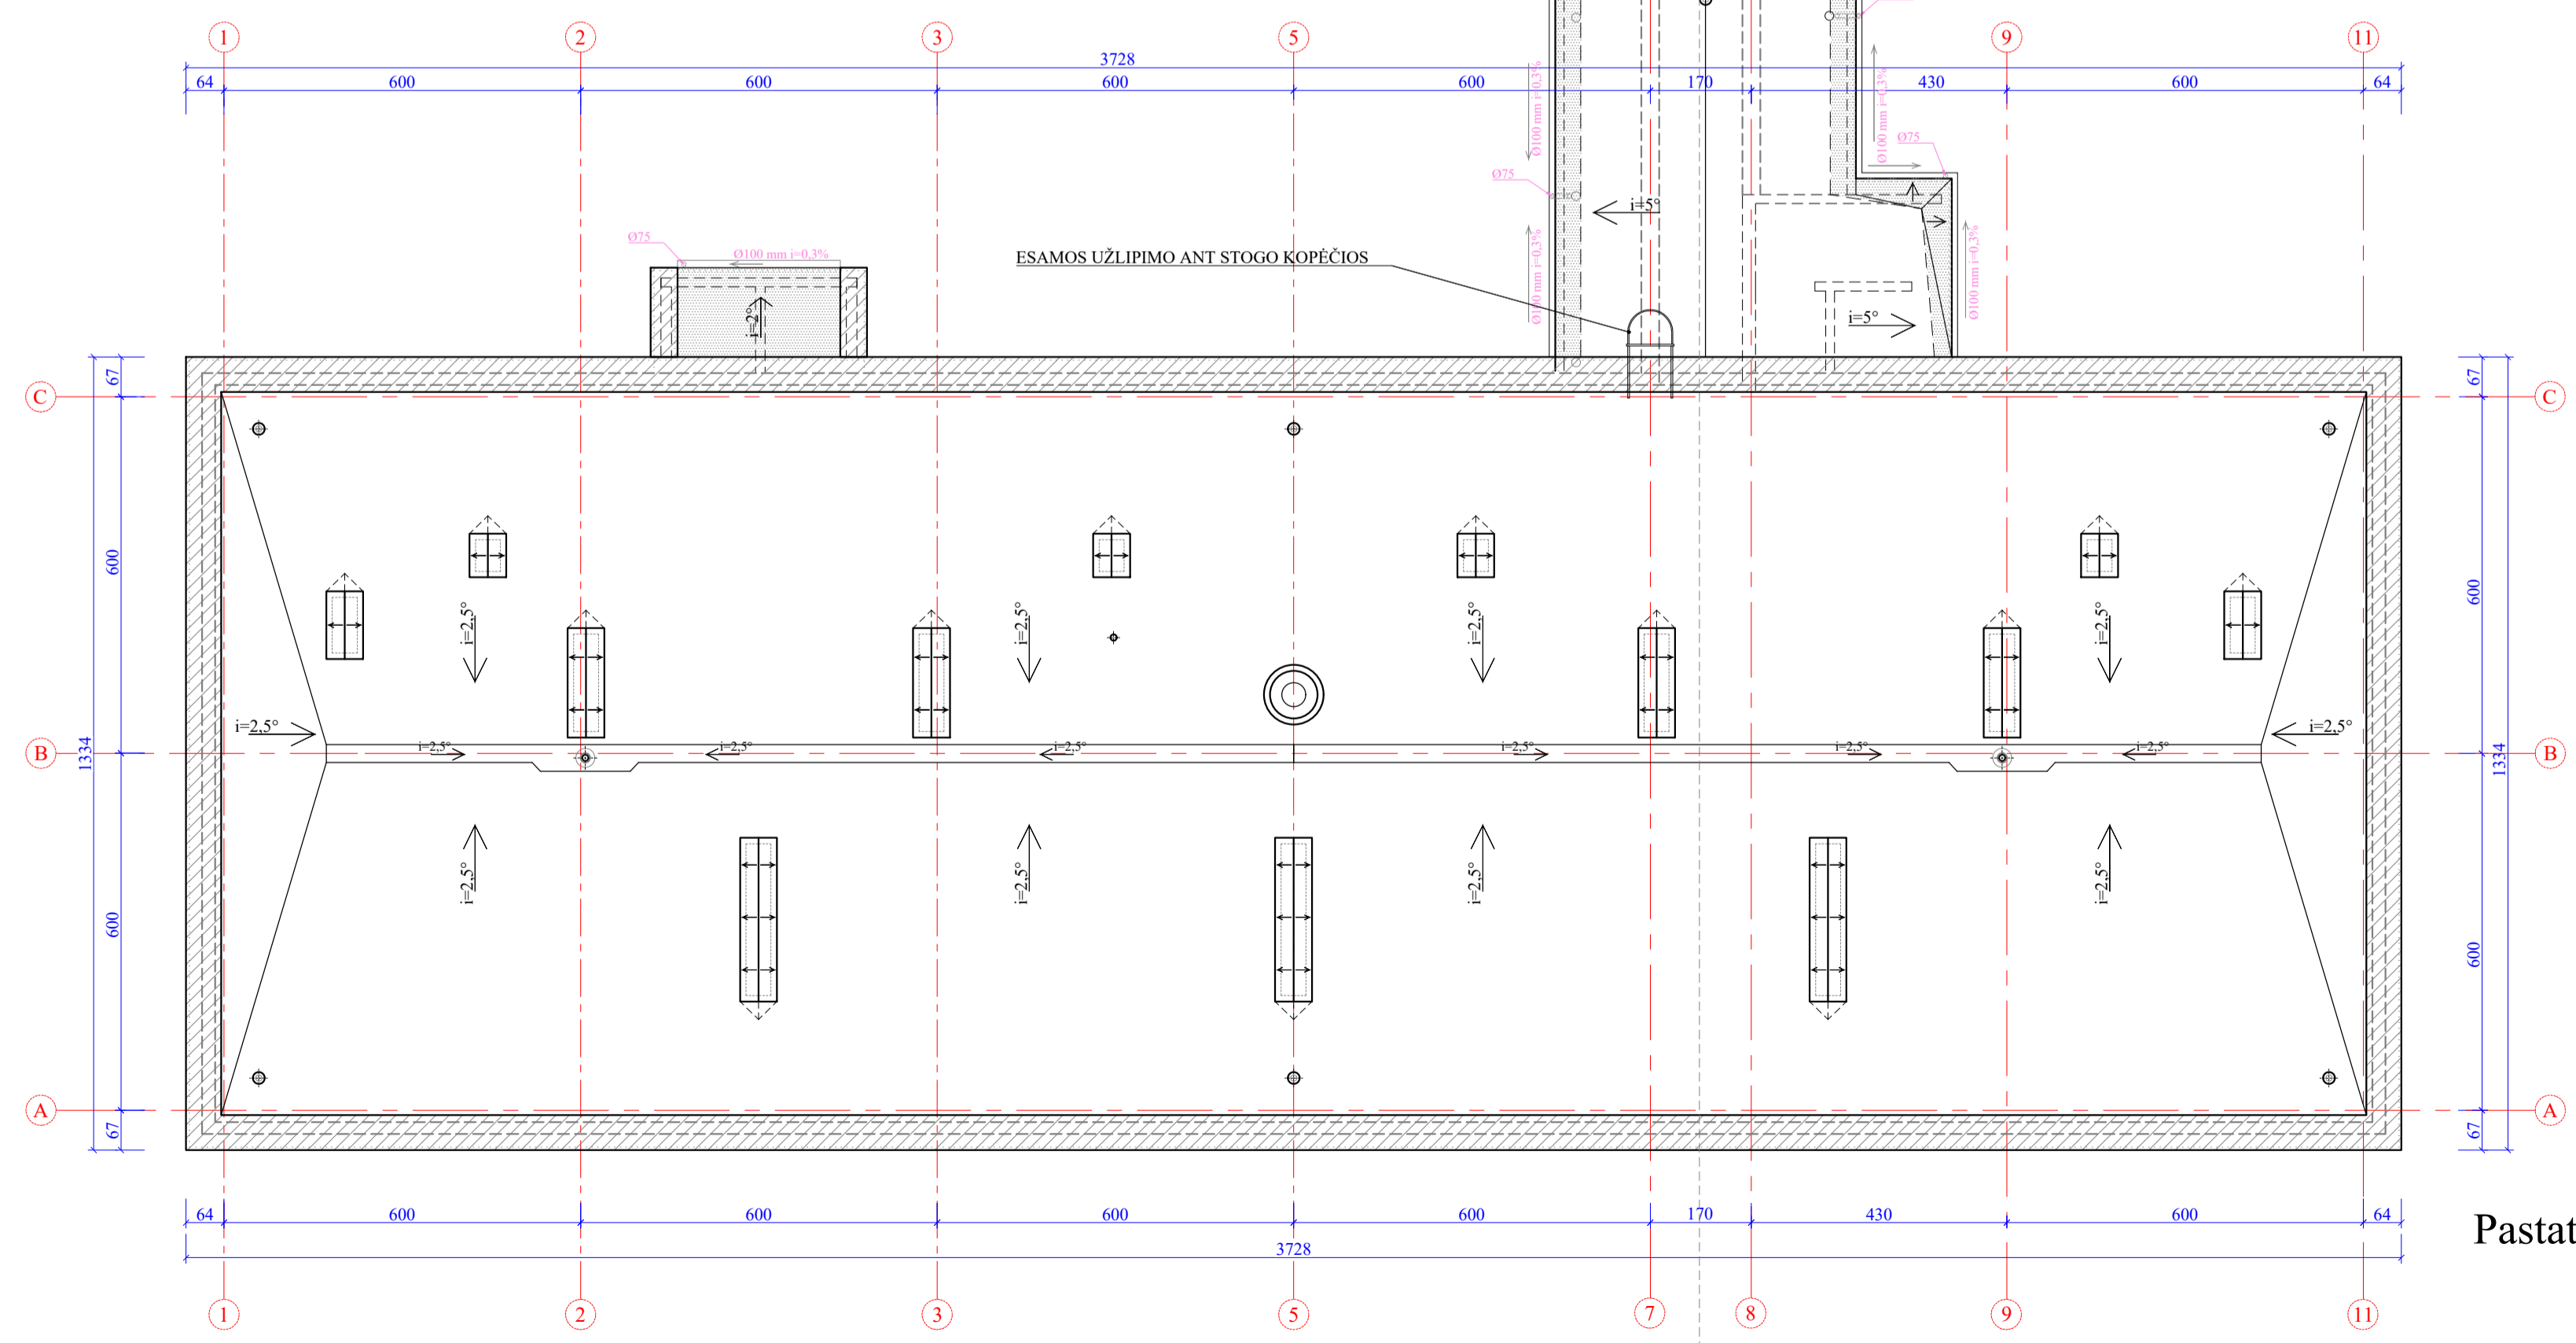 1 2 3 5 9 11
3728
64 600 600 600 600 170 430 600 64
Ø100 mm i=0,3%
Ø100 mm i=0,3%
Ø75
Ø75
i=5°
Ø75
Ø100 mm i=0,3%
Ø100 mm i=0,3%
Ø100 mm i=0,3%
ESAMOS UŽLIPIMO ANT STOGO KOPĖČIOS
i=2°
i=5°
67 67
C C
600 600
i=2,5° i=2,5° i=2,5° i=2,5°
i=2,5° i=2,5°
i=2,5° i=2,5° i=2,5° i=2,5° i=2,5° i=2,5°
B B
1334 1334
i=2,5° i=2,5° i=2,5° i=2,5°
600 600
A A
67 67
64 600 600 600 600 170 430 600 64
Pastat
3728
1 2 3 5 7 8 9 11